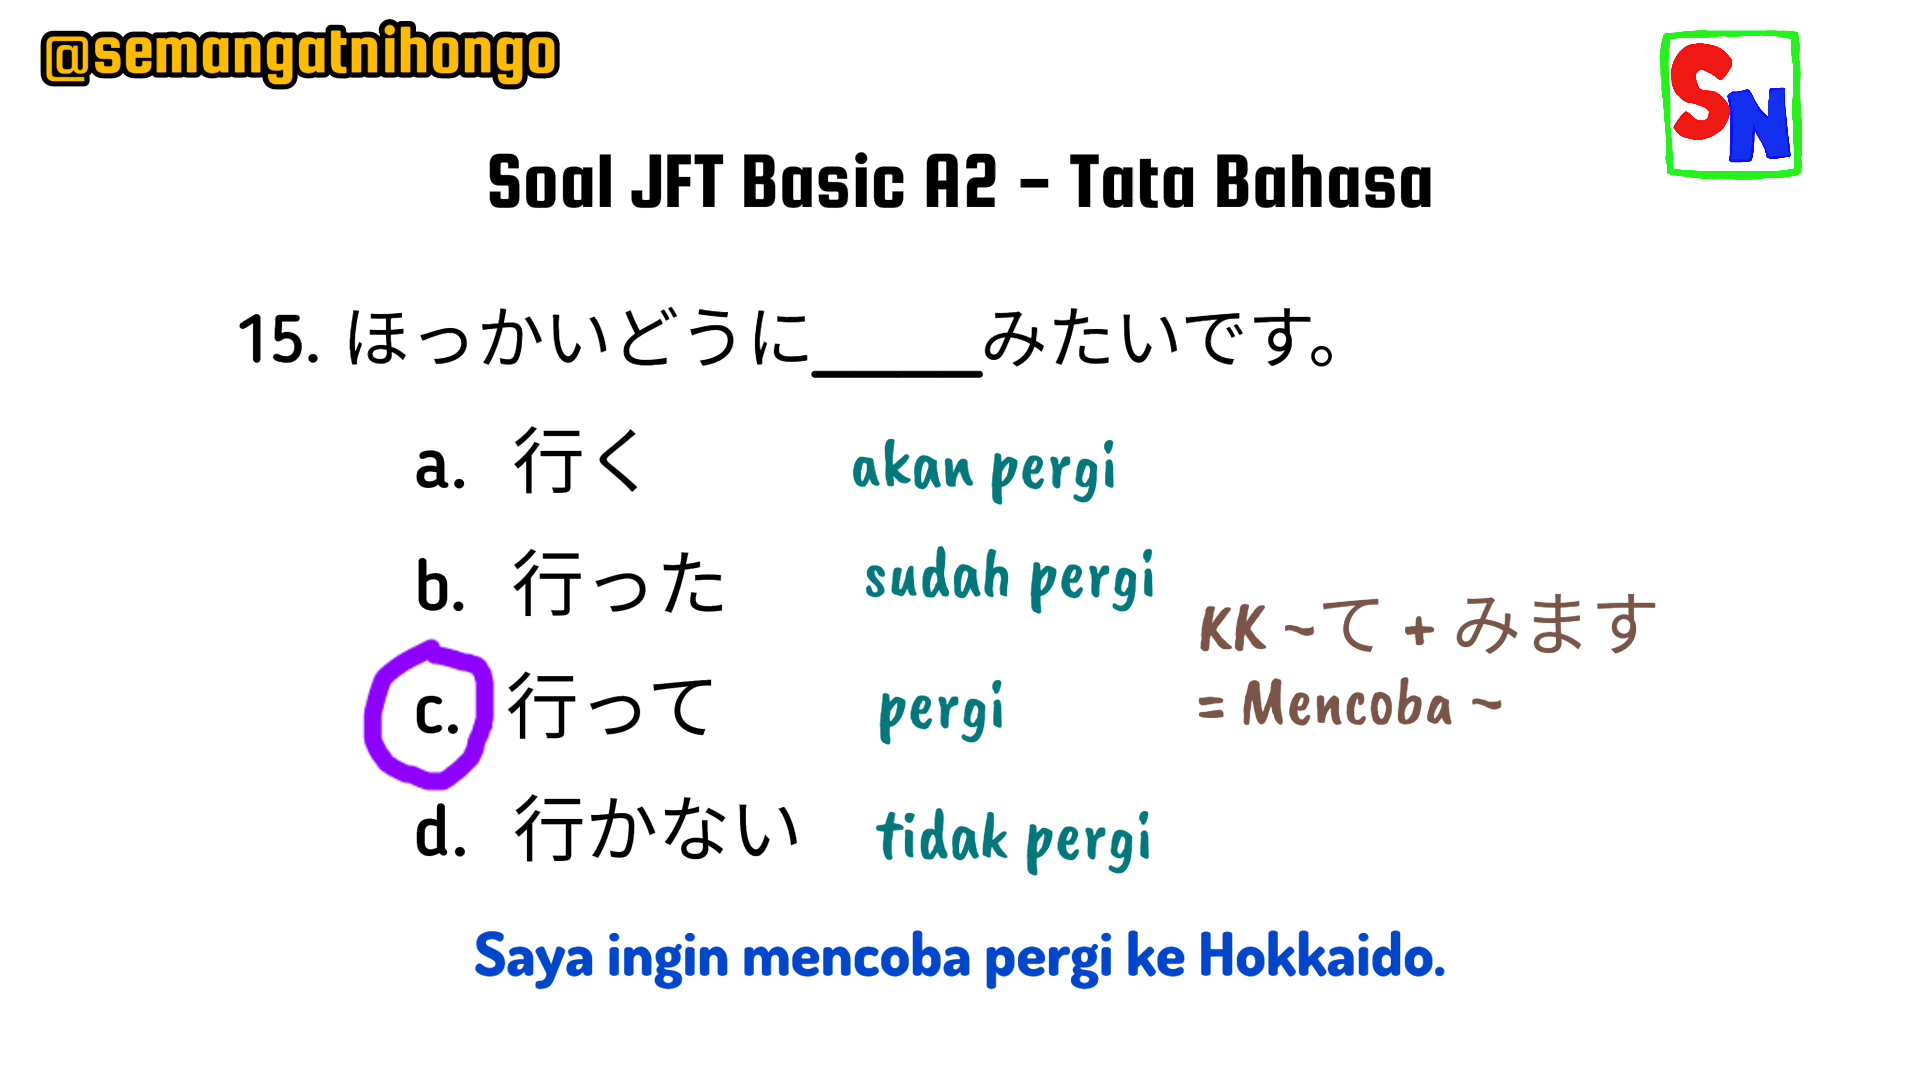 @semangatnihongo
SN
Soal JFT Basic A2 - Tata Bahasa
15. ほっかいどうに_____みたいです。
a. 行く akan pergi
b. 行った sudah pergi
KK ~て + みます
= Mencoba ~
c. 行って pergi
d. 行かない tidak pergi
Saya ingin mencoba pergi ke Hokkaido.